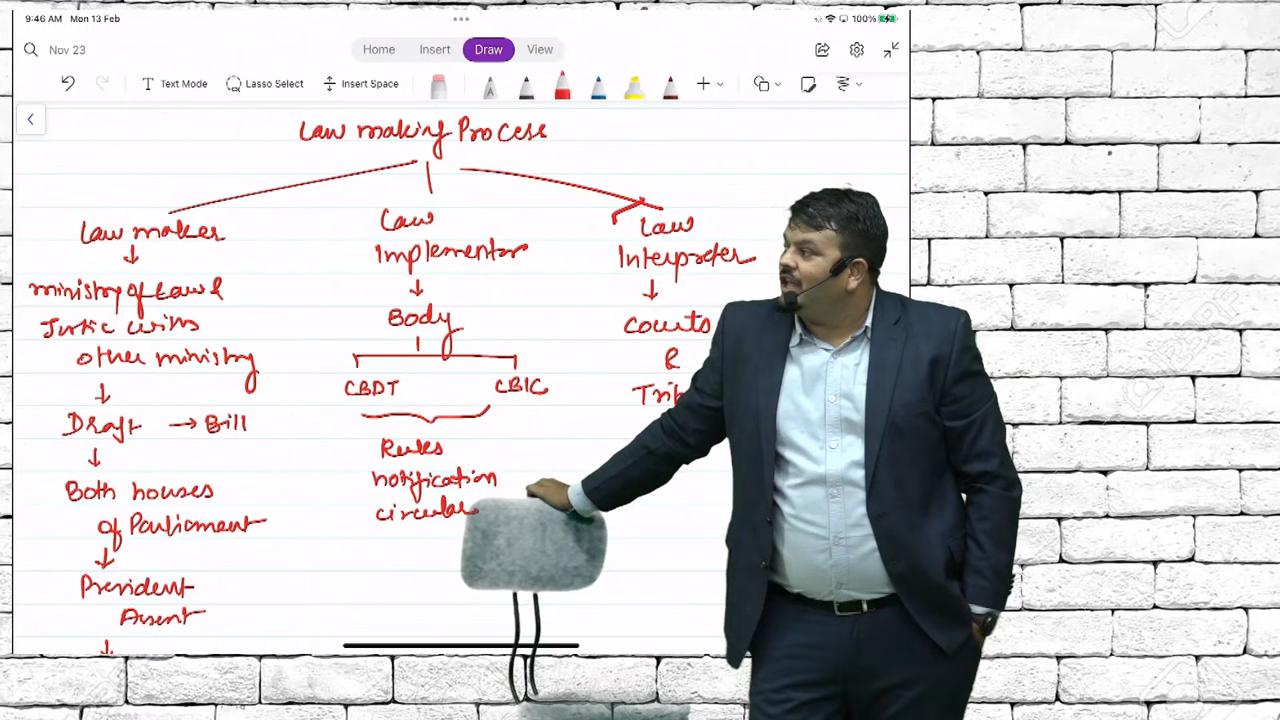 9:46 AM Mon 13 Feb
100%
Nov 23
Home Insert Draw View
Text Mode Lasso Select Insert Space
Law making Process
Law maker
Ministry of Law &
Justic with
other ministry
Draft → Bill
Both houses
of Parliament
President
Assent
Law
Implementor
Body
CBDT CBIC
Rules
notification
circular
Law
Interpreter
Courts
&